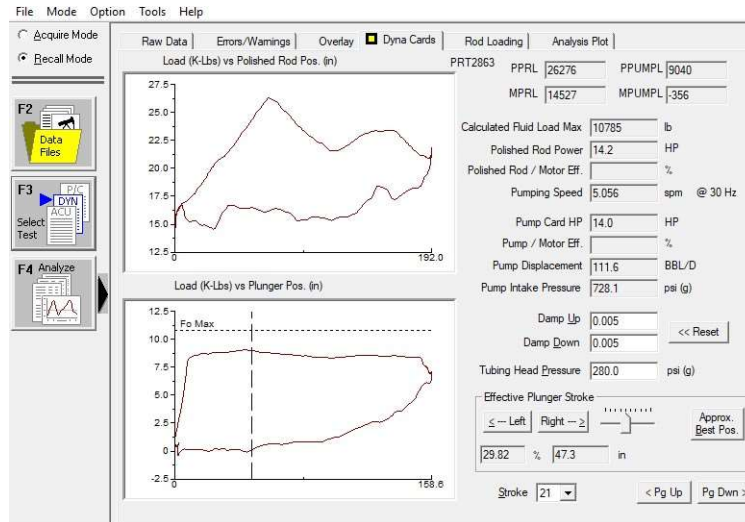 File Mode Option Tools Help
Acquire Mode
Recall Mode
F2
Data
Files
F3
P/C
DYN
ACU
Select
Test
F4 Analyze
Raw Data
Errors/Warnings
Overlay
Dyna Cards
Rod Loading
Analysis Plot
Load (K-Lbs) vs Polished Rod Pos. (in)
27.5
25.0
22.5
20.0
17.5
15.0
12.5
0
192.0
Load (K-Lbs) vs Plunger Pos. (in)
12.5
Fo Max
10.0
7.5
5.0
2.5
0
-2.5
0
158.6
PRT2863
PPRL 26276 PPUMPL 9040
MPRL 14527 MPUMPL -356
Calculated Fluid Load Max 10785 lb
Polished Rod Power 14.2 HP
Polished Rod / Motor Eff. %
Pumping Speed 5.056 spm @ 30 Hz
Pump Card HP 14.0 HP
Pump / Motor Eff. %
Pump Displacement 111.6 BBL/D
Pump Intake Pressure 728.1 psi (g)
Damp Up 0.005
Damp Down 0.005
<< Reset
Tubing Head Pressure 280.0 psi (g)
Effective Plunger Stroke
< --- Left Right --- >
Approx.
Best Pos.
29.82 % 47.3 in
Stroke 21
< Pg Up Pg Dwn >